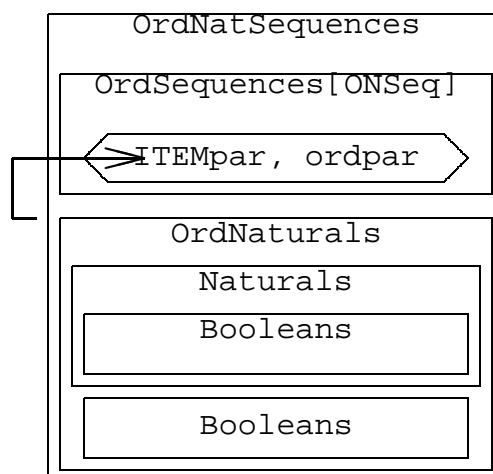 OrdNatSequences
OrdSequences[ONSeq]
ITEMpar, ordpar
OrdNaturals
Naturals
Booleans
Booleans